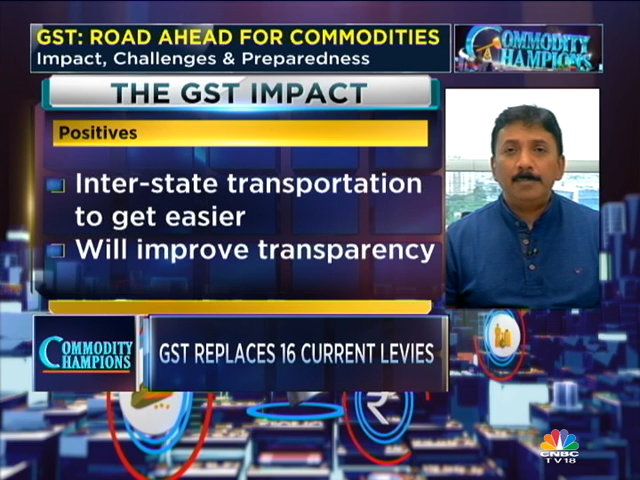 GST: ROAD AHEAD FOR COMMODITIES
Impact, Challenges & Preparedness
COMMODITY
CHAMPIONS
THE GST IMPACT
Positives
Inter-state transportation
to get easier
Will improve transparency
COMMODITY
CHAMPIONS
GST REPLACES 16 CURRENT LEVIES
₹
CNBC
TV18